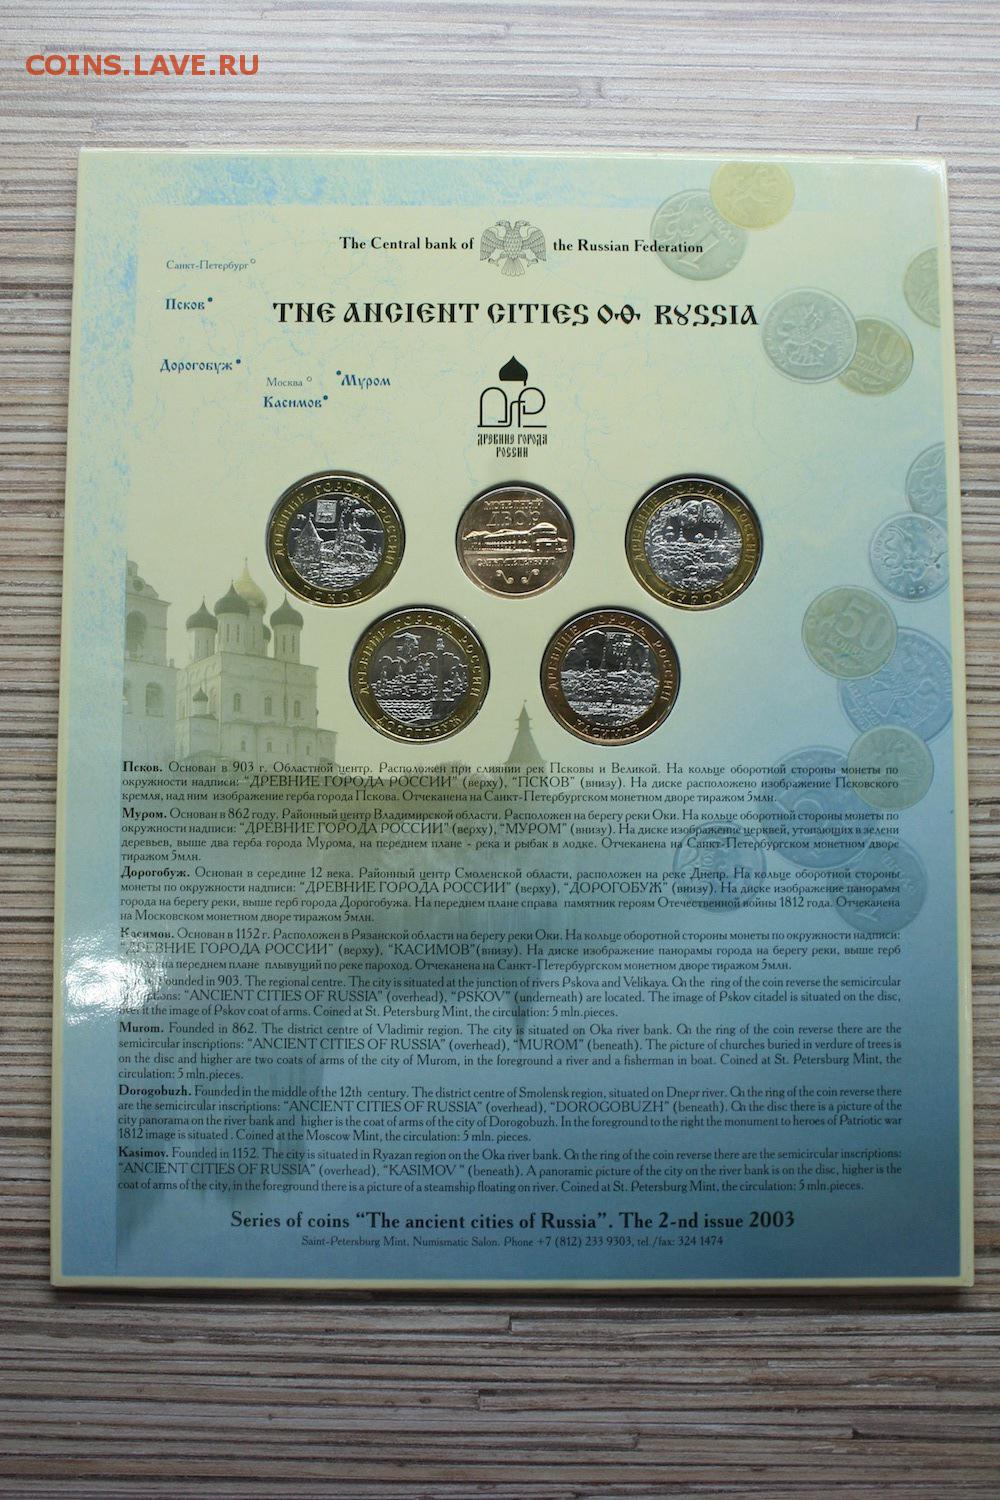 COINS.LAVE.RU
The Central bank of the Russian Federation
Санкт-Петербург
Псков
THE ANCIENT CITIES OF RUSSIA
Дорогобуж
Москва
Муром
Касимов
ДРЕВНИЕ ГОРОДА
РОССИИ
ДРЕВНИЕ ГОРОДА РОССИИ
ПСКОВ
МОНЕТНЫЙ
ДВОР
САНКТ-ПЕТЕРБУРГ
ДРЕВНИЕ ГОРОДА РОССИИ
МУРОМ
ДРЕВНИЕ ГОРОДА РОССИИ
ДОРОГОБУЖ
ДРЕВНИЕ ГОРОДА РОССИИ
КАСИМОВ
10
50
Псков. Основан в 903 г. Областной центр. Расположен при слиянии рек Псковы и Великой. На кольце оборотной стороны монеты по
окружности надписи: "ДРЕВНИЕ ГОРОДА РОССИИ" (верху), "ПСКОВ" (внизу). На диске расположено изображение Псковского
кремля, над ним изображение герба города Пскова. Отчеканена на Санкт-Петербургском монетном дворе тиражом 5млн.
Муром. Основан в 862 году. Районный центр Владимирской области. Расположен на берегу реки Оки. На кольце оборотной стороны монеты по
окружности надписи: "ДРЕВНИЕ ГОРОДА РОССИИ" (верху), "МУРОМ" (внизу). На диске изображение церквей, утопающих в зелени
деревьев, выше два герба города Мурома, на переднем плане - река и рыбак в лодке. Отчеканена на Санкт-Петербургском монетном дворе
тиражом 5млн.
Дорогобуж. Основан в середине 12 века. Районный центр Смоленской области, расположен на реке Днепр. На кольце оборотной стороны
монеты по окружности надписи: "ДРЕВНИЕ ГОРОДА РОССИИ" (верху), "ДОРОГОБУЖ" (внизу). На диске изображение панорамы
города на берегу реки, выше герб города Дорогобужа. На переднем плане справа памятник героям Отечественной войны 1812 года. Отчеканена
на Московском монетном дворе тиражом 5млн.
Касимов. Основан в 1152 г. Расположен в Рязанской области на берегу реки Оки. На кольце оборотной стороны монеты по окружности надписи:
"ДРЕВНИЕ ГОРОДА РОССИИ" (верху), "КАСИМОВ"(внизу). На диске изображение панорамы города на берегу реки, выше герб
на переднем плане плывущий по реке пароход. Отчеканена на Санкт-Петербургском монетном дворе тиражом 5млн.
Founded in 903. The regional centre. The city is situated at the junction of rivers Pskova and Velikaya. On the ring of the coin reverse the semicircular
"ANCIENT CITIES OF RUSSIA" (overhead), "PSKOV" (underneath) are located. The image of Pskov citadel is situated on the disc,
over it the image of Pskov coat of arms. Coined at St. Petersburg Mint, the circulation: 5 mln.pieces.
Murom. Founded in 862. The district centre of Vladimir region. The city is situated on Oka river bank. On the ring of the coin reverse there are the
semicircular inscriptions: "ANCIENT CITIES OF RUSSIA" (overhead), "MUROM" (beneath). The picture of churches buried in verdure of trees is
on the disc and higher are two coats of arms of the city of Murom, in the foreground a river and a fisherman in boat. Coined at St. Petersburg Mint, the
circulation: 5 mln.pieces.
Dorogobuzh. Founded in the middle of the 12th century. The district centre of Smolensk region, situated on Dnepr river. On the ring of the coin reverse there
are the semicircular inscriptions: "ANCIENT CITIES OF RUSSIA" (overhead), "DOROGOBUZH" (beneath). On the disc there is a picture of the
city panorama on the river bank and higher is the coat of arms of the city of Dorogobuzh. In the foreground to the right the monument to heroes of Patriotic war
1812 image is situated . Coined at the Moscow Mint, the circulation: 5 mln. pieces.
Kasimov. Founded in 1152. The city is situated in Ryazan region on the Oka river bank. On the ring of the coin reverse there are the semicircular inscriptions:
"ANCIENT CITIES OF RUSSIA" (overhead), "KASIMOV " (beneath). A panoramic picture of the city on the river bank is on the disc, higher is the
coat of arms of the city, in the foreground there is a picture of a steamship floating on river. Coined at St. Petersburg Mint, the circulation: 5 mln.pieces.
Series of coins "The ancient cities of Russia". The 2-nd issue 2003
Saint-Petersburg Mint. Numismatic Salon. Phone +7 (812) 233 9303, tel./fax: 324 1474